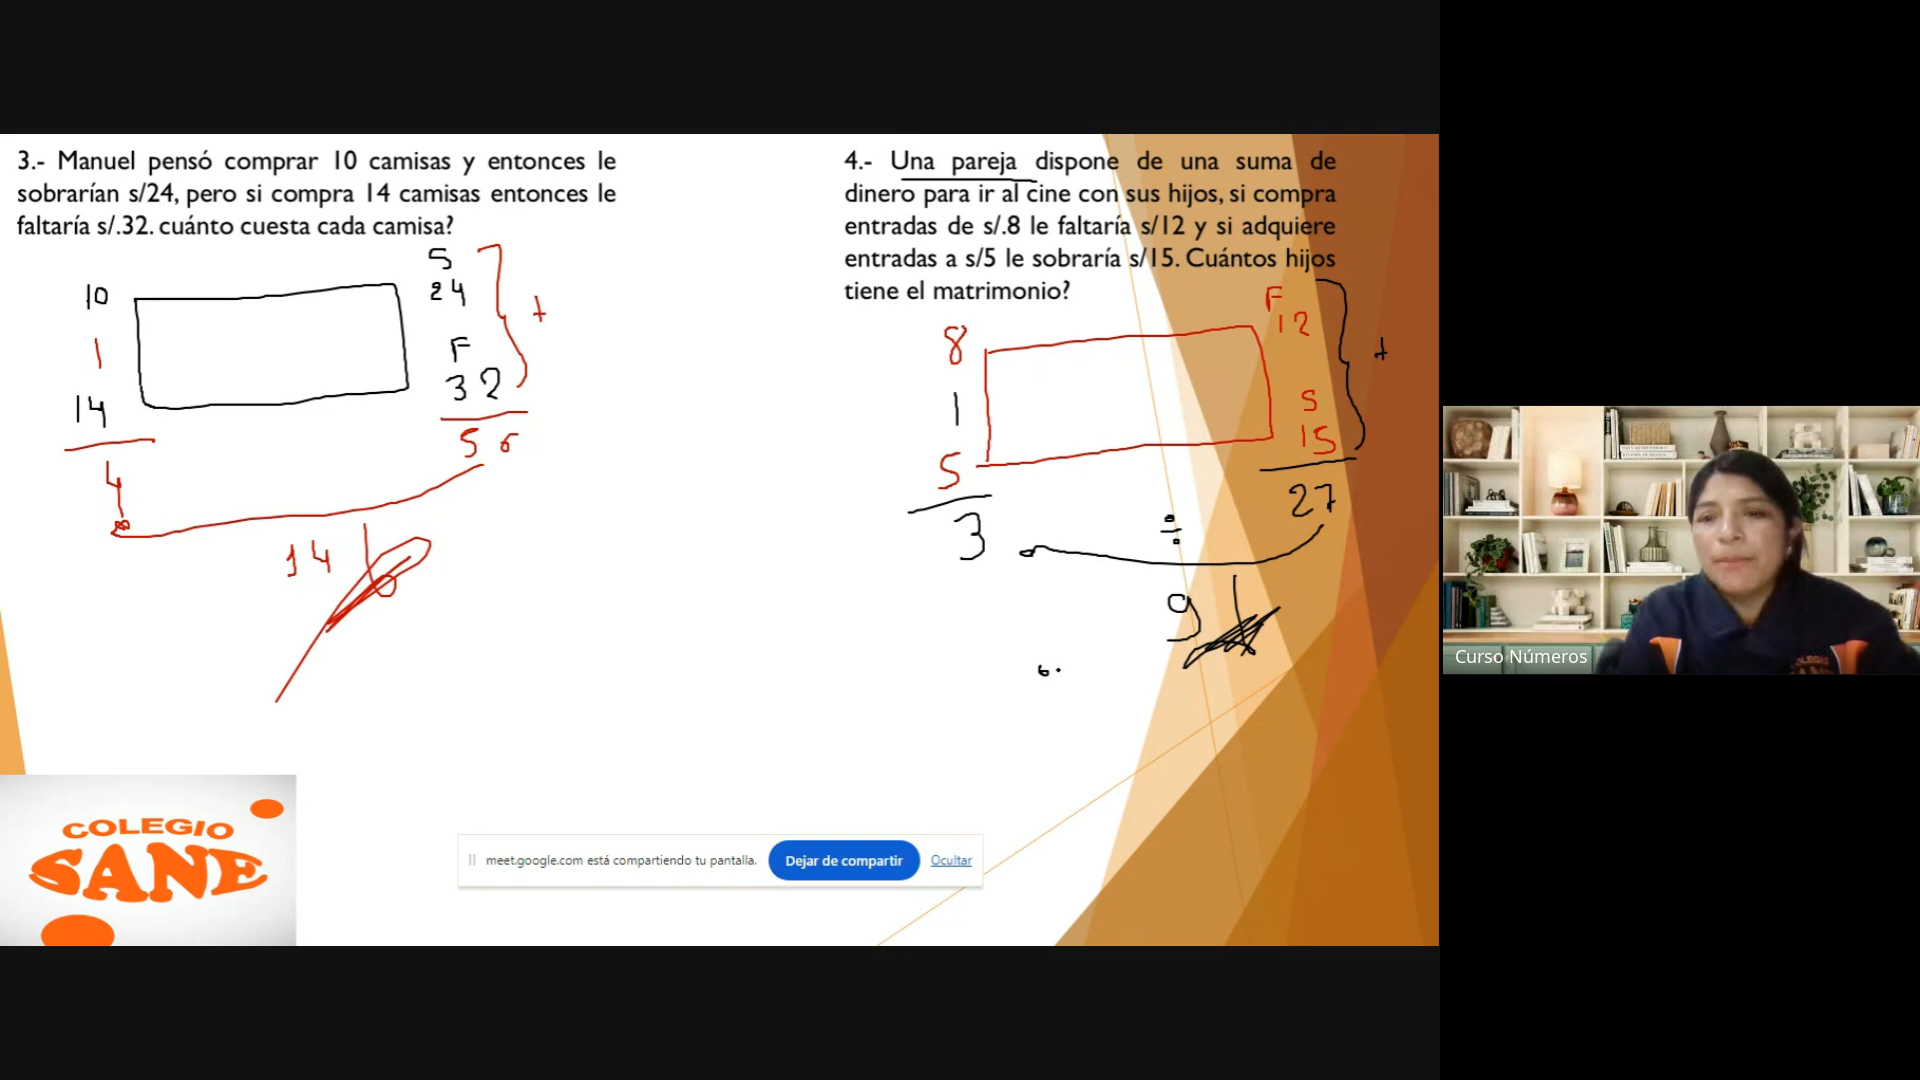 3.- Manuel pensó comprar 10 camisas y entonces le
sobrarían s/24, pero si compra 14 camisas entonces le
faltaría s/.32. cuánto cuesta cada camisa?
S
10
24
1
+
F
14
32
56
4
14
4.- Una pareja dispone de una suma de
dinero para ir al cine con sus hijos, si compra
entradas de s/.8 le faltaría s/12 y si adquiere
entradas a s/5 le sobraría s/15. Cuántos hijos
tiene el matrimonio?
F
8
12
+
1
S
5
15
3
27
÷
9
COLEGIO
SANE
meet.google.com está compartiendo tu pantalla.
Dejar de compartir
Ocultar
Curso Números